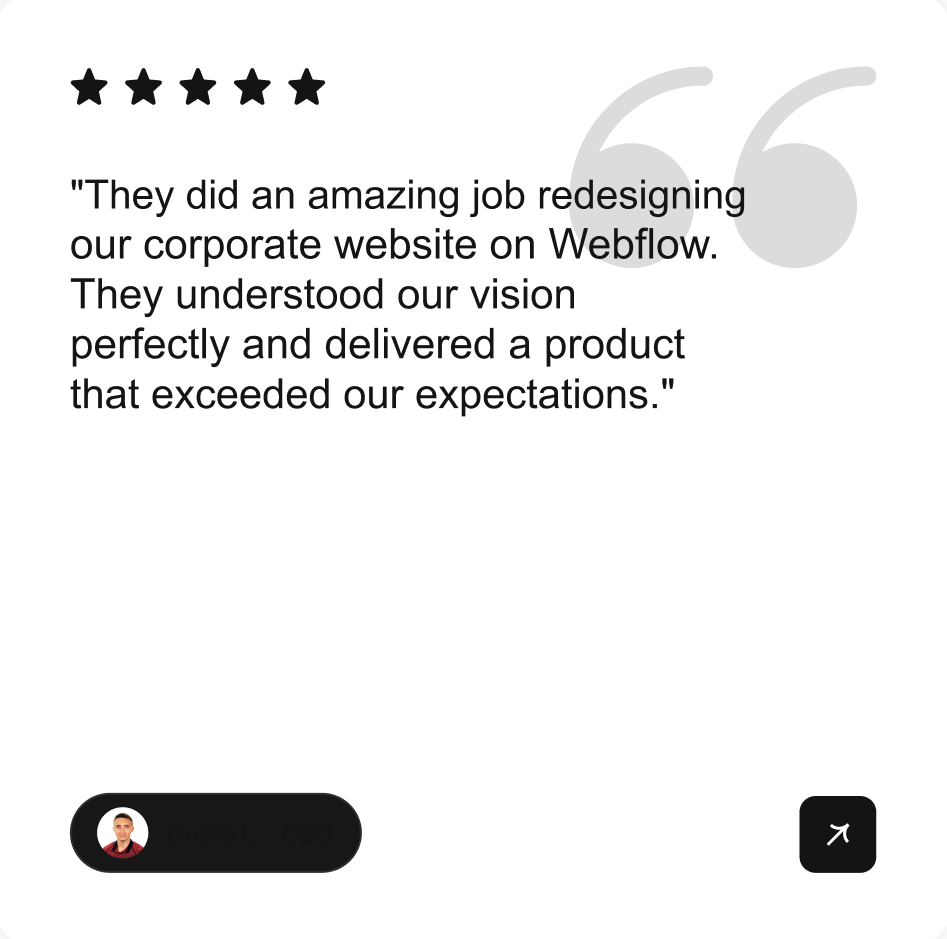 "They did an amazing job redesigning
our corporate website on Webflow.
They understood our vision
perfectly and delivered a product
that exceeded our expectations."
Dusko L. CEO